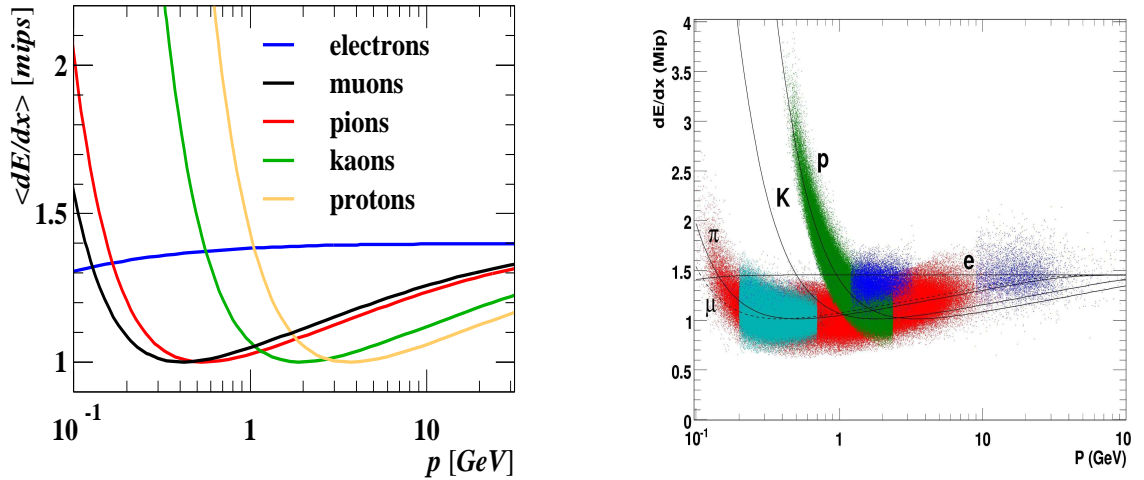 <dE/dx> [mips]
2
1.5
1
electrons
muons
pions
kaons
protons
10 -1
1
10
p [GeV]
dE/dx (Mip)
4
3.5
3
2.5
2
1.5
1
0.5
0
p
K
π
e
μ
10-1
1
10
10
P (GeV)